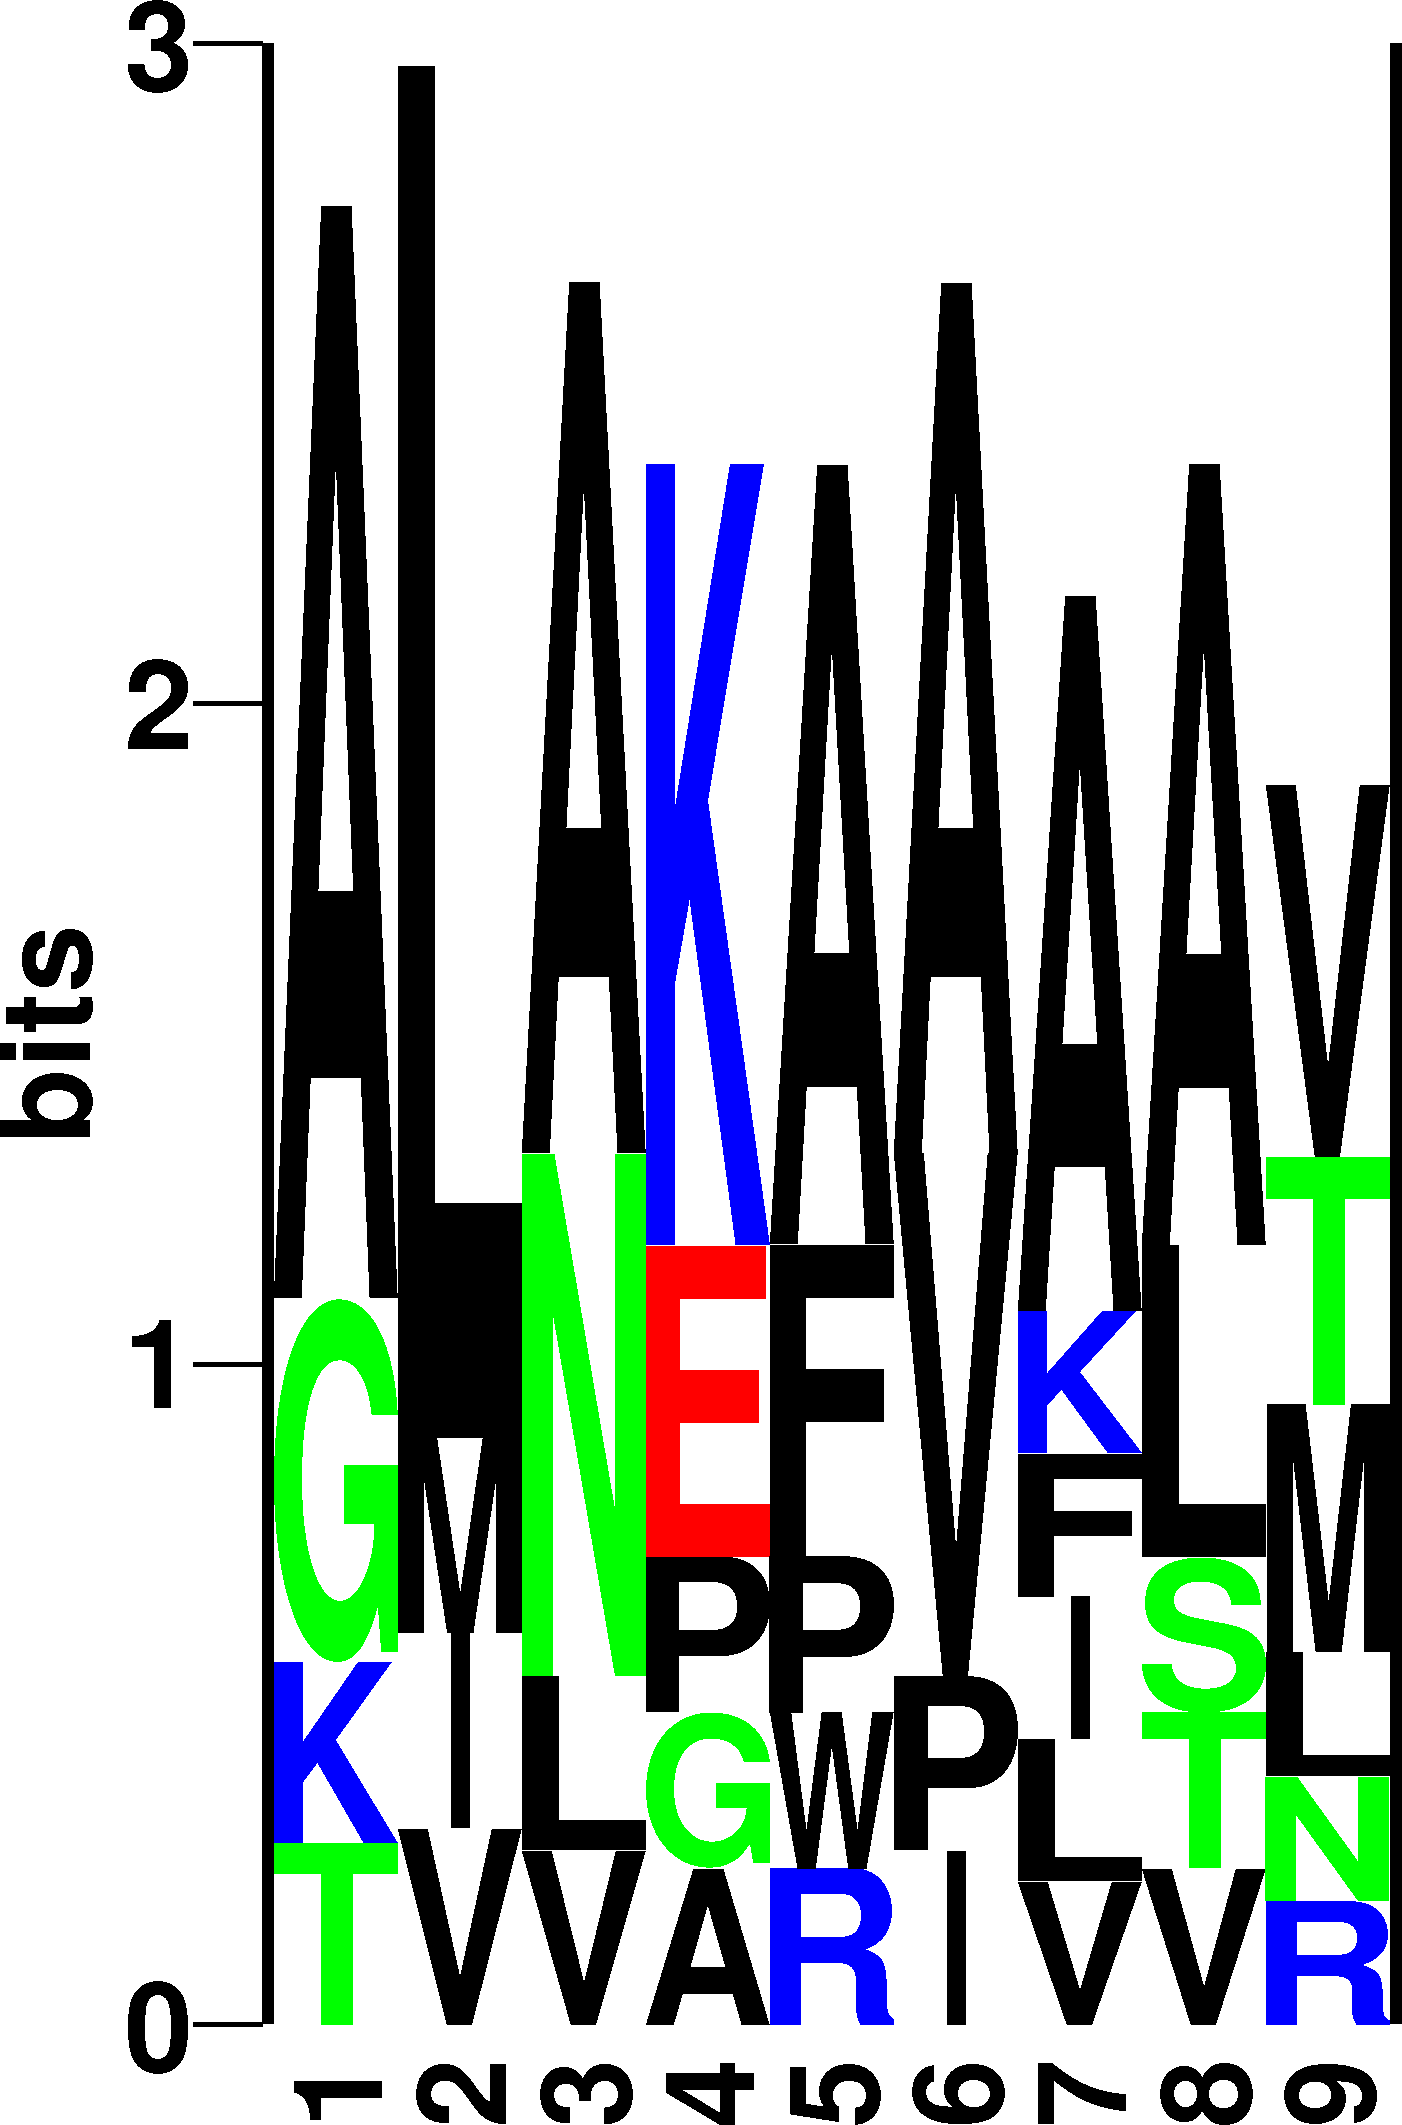 3
2
1
0
bits
A G K T
L M I V
A N L V
K E P G A
A F P W R
A V P I
A K F I L V
A L S T V
V T M L N R
1 2 3 4 5 6 7 8 9